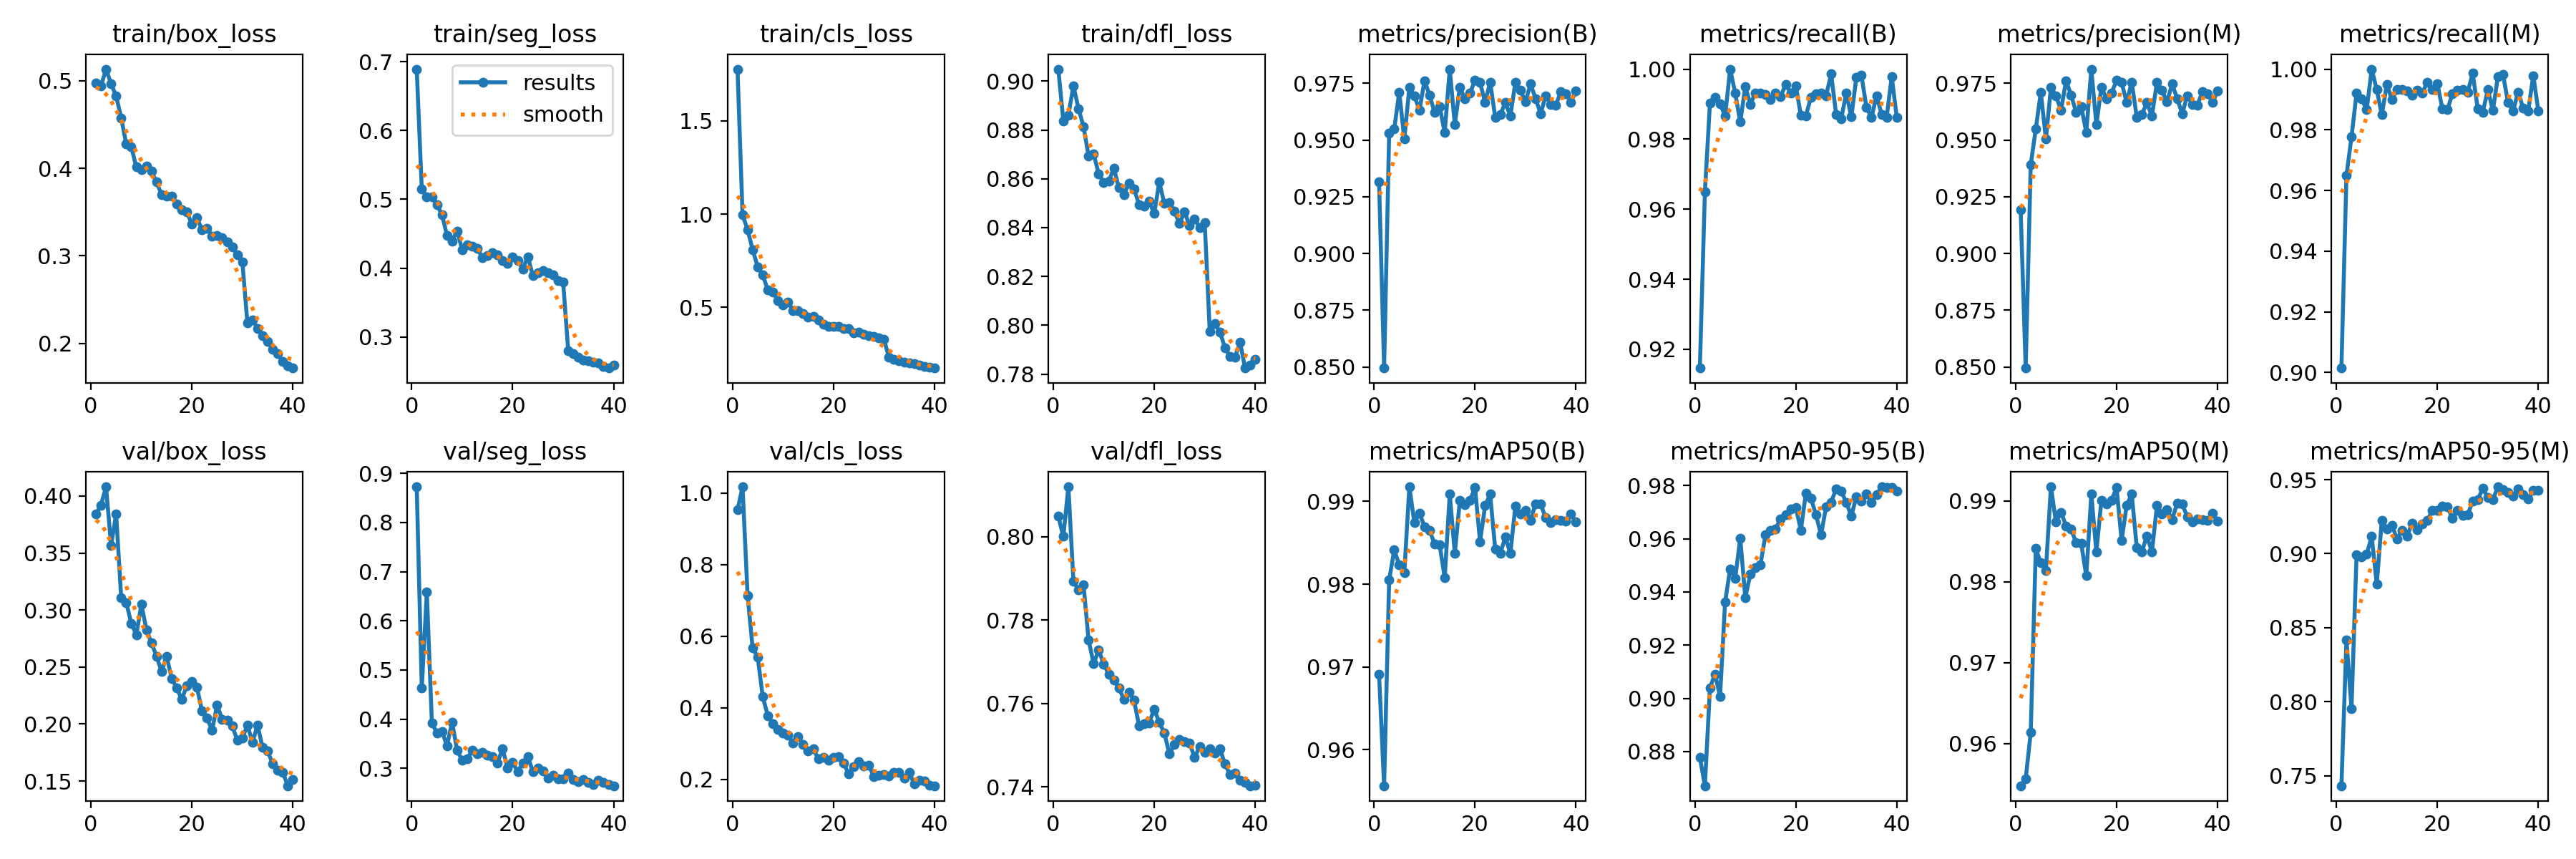 train/box_loss
0.5
0.4
0.3
0.2
0 20 40
train/seg_loss
results
smooth
0.7
0.6
0.5
0.4
0.3
0 20 40
train/cls_loss
1.5
1.0
0.5
0 20 40
train/dfl_loss
0.90
0.88
0.86
0.84
0.82
0.80
0.78
0 20 40
metrics/precision(B)
0.975
0.950
0.925
0.900
0.875
0.850
0 20 40
metrics/recall(B)
1.00
0.98
0.96
0.94
0.92
0 20 40
metrics/precision(M)
0.975
0.950
0.925
0.900
0.875
0.850
0 20 40
metrics/recall(M)
1.00
0.98
0.96
0.94
0.92
0.90
0 20 40
val/box_loss
0.40
0.35
0.30
0.25
0.20
0.15
0 20 40
val/seg_loss
0.9
0.8
0.7
0.6
0.5
0.4
0.3
0 20 40
val/cls_loss
1.0
0.8
0.6
0.4
0.2
0 20 40
val/dfl_loss
0.80
0.78
0.76
0.74
0 20 40
metrics/mAP50(B)
0.99
0.98
0.97
0.96
0 20 40
metrics/mAP50-95(B)
0.98
0.96
0.94
0.92
0.90
0.88
0 20 40
metrics/mAP50(M)
0.99
0.98
0.97
0.96
0 20 40
metrics/mAP50-95(M)
0.95
0.90
0.85
0.80
0.75
0 20 40